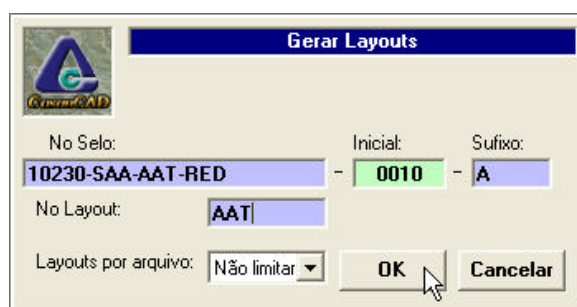 Gerar Layouts
No Selo: Inicial: Sufixo:
10230-SAA-AAT-RED - 0010 - A
No Layout: AAT
Layouts por arquivo: Não limitar OK Cancelar